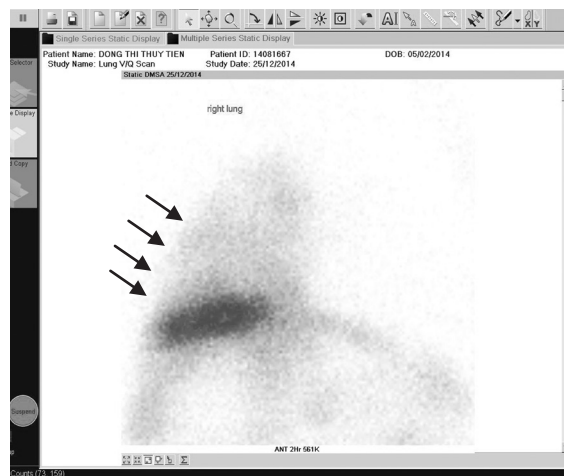 Single Series Static Display Multiple Series Static Display
Patient Name: DONG THI THUY TIEN Patient ID: 14081667 DOB: 05/02/2014
Study Name: Lung V/Q Scan Study Date: 25/12/2014
Selector
Static DMSA 25/12/2014
right lung
e Display
d Copy
Suspend
ANT 2Hr 561K
Counts (73, 159)